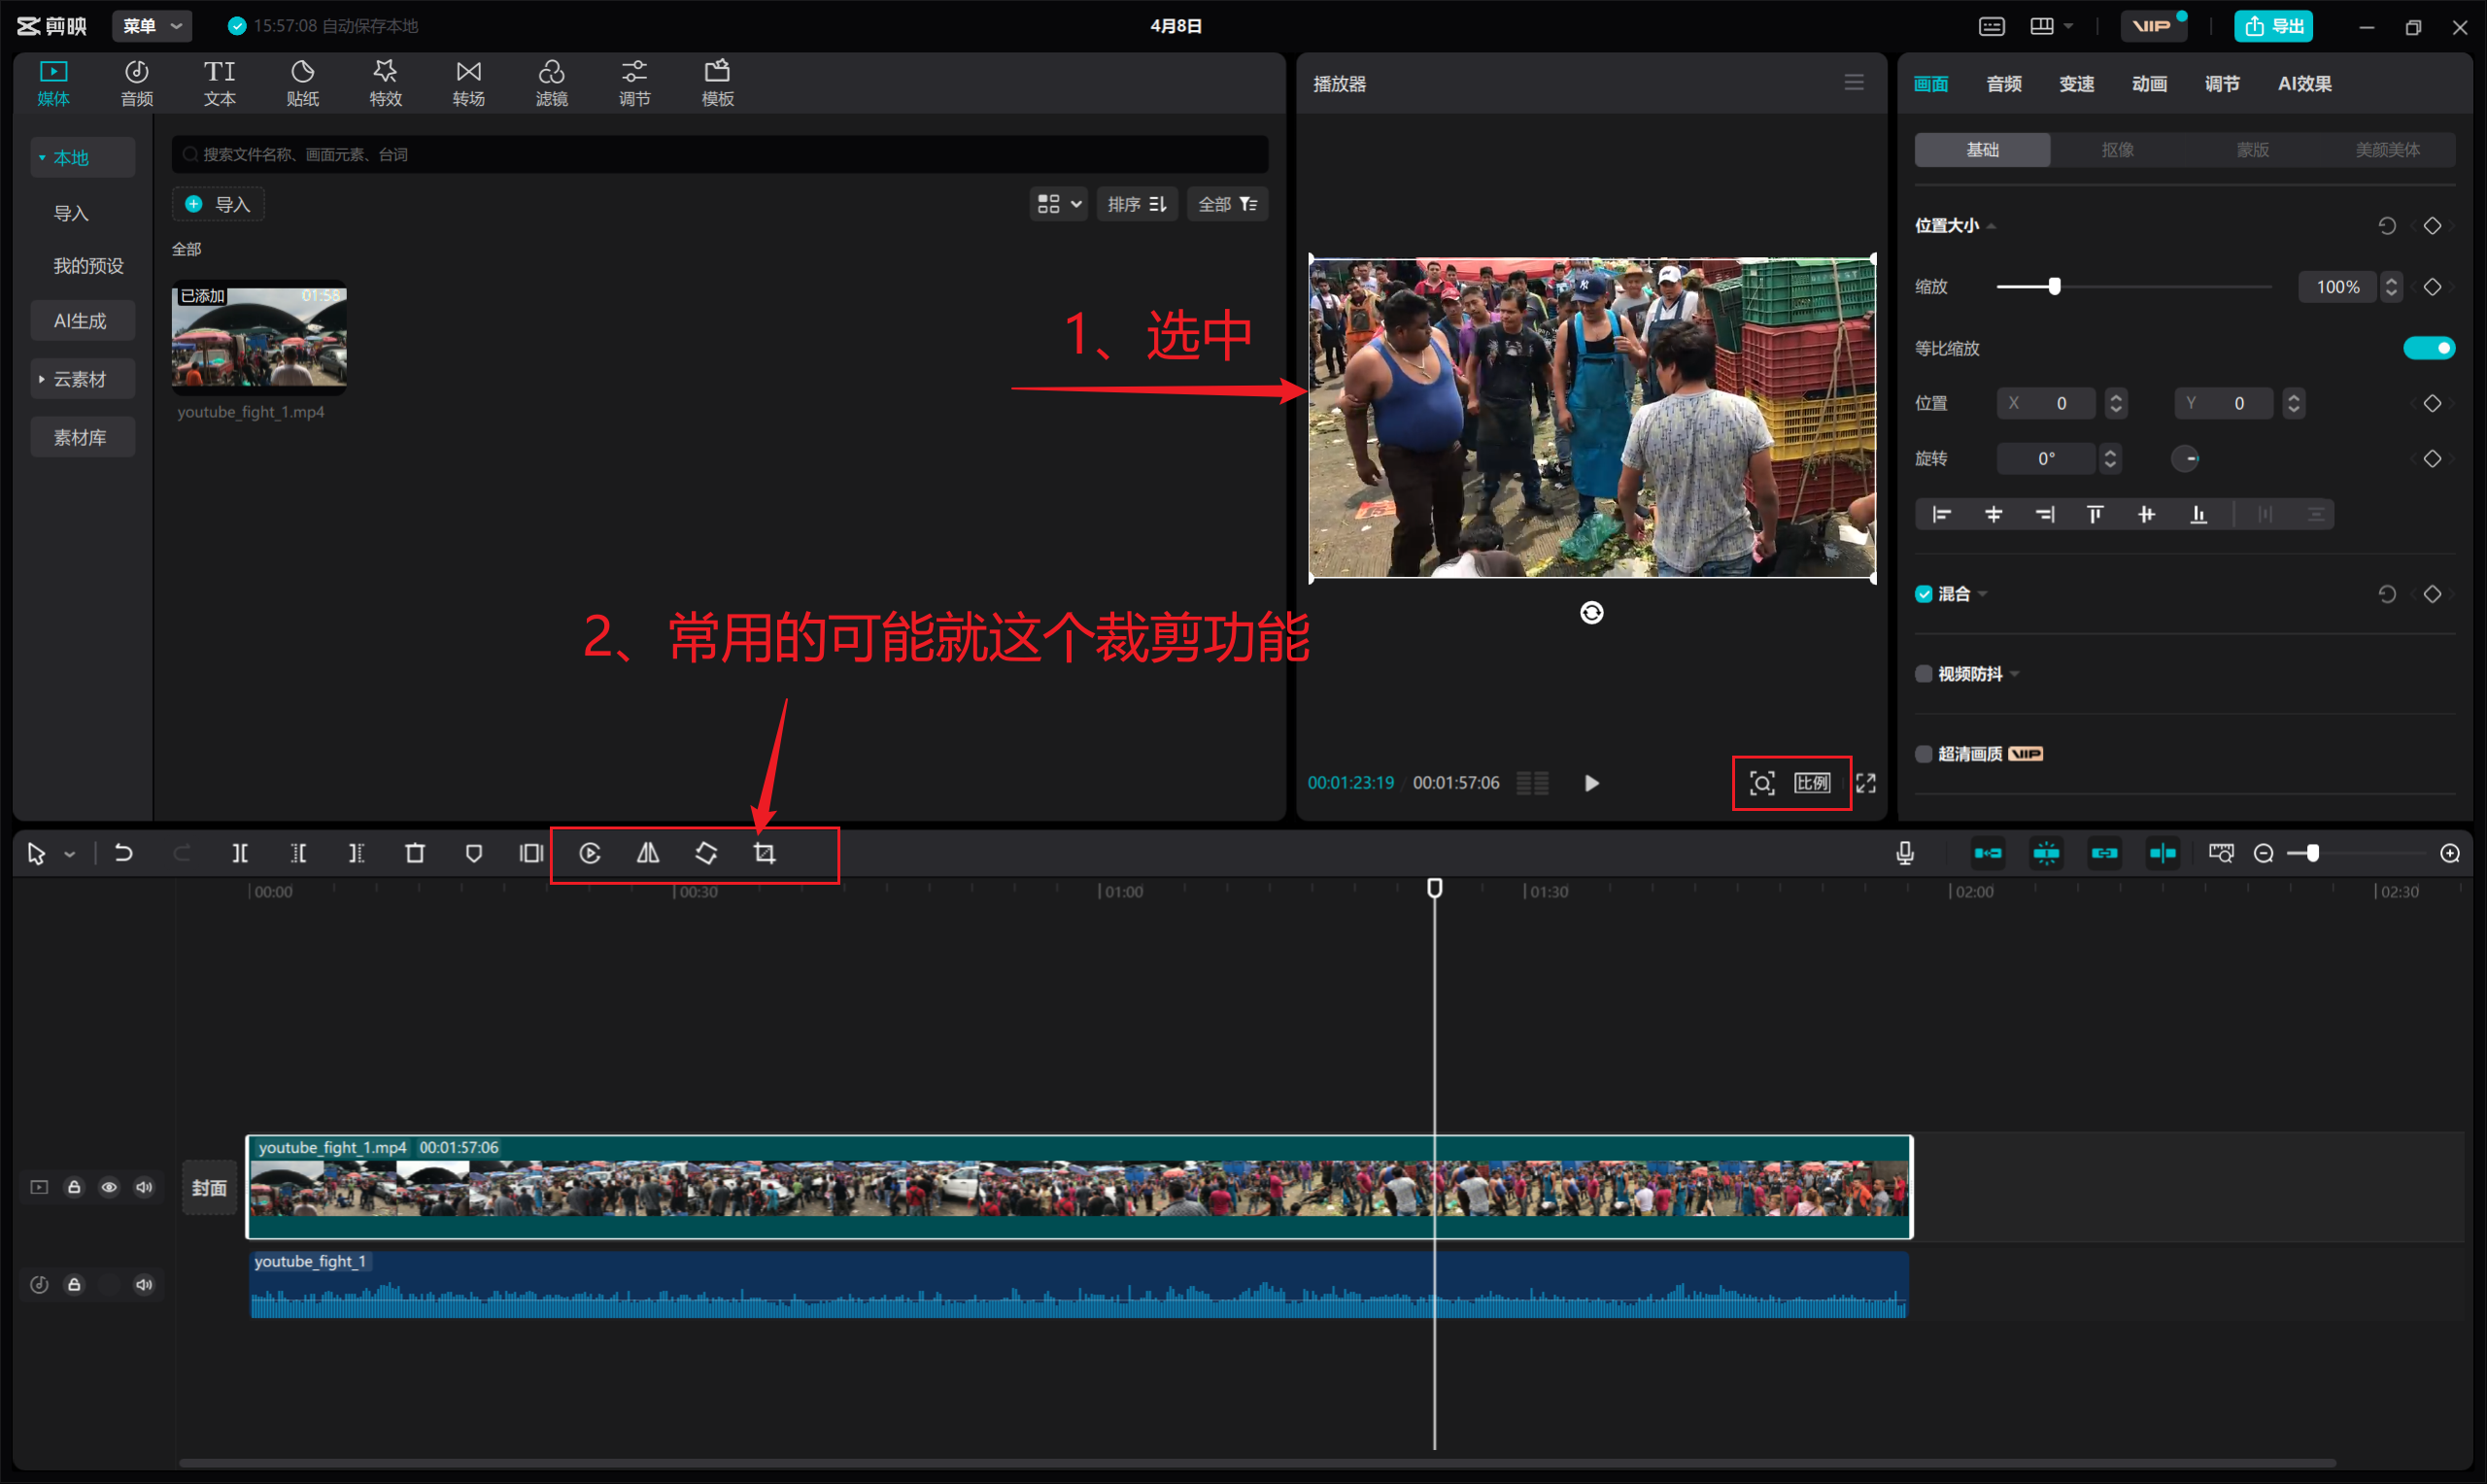 剪映 菜单 15:57:08 自动保存本地 4月8日 VIP 导出
媒体 音频 文本 贴纸 特效 转场 滤镜 调节 模板
播放器
画面 音频 变速 动画 调节 AI效果
本地
导入
我的预设
AI生成
云素材
素材库
搜索文件名称、画面元素、台词
导入 排序 全部
全部
已添加 01:58
youtube_fight_1.mp4
1、选中
2、常用的可能就这个裁剪功能
00:01:23:19 / 00:01:57:06 比例
基础 抠像 蒙版 美颜美体
位置大小
缩放 100%
等比缩放
位置 X 0 Y 0
旋转 0°
混合
视频防抖
超清画质 VIP
00:00 00:30 01:00 01:30 02:00 02:30
封面
youtube_fight_1.mp4 00:01:57:06
youtube_fight_1